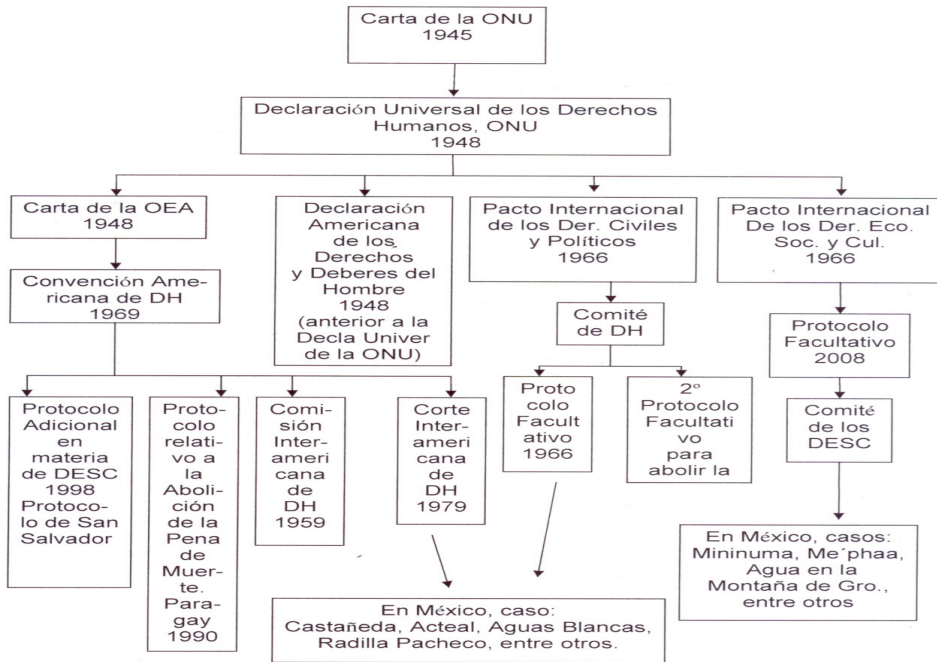 Carta de la ONU
1945
Declaración Universal de los Derechos
Humanos, ONU
1948
Carta de la OEA
1948
Declaración
Americana
de los
Derechos
y Deberes del
Hombre
1948
(anterior a la
Decla Univer
de la ONU)
Pacto Internacional
de los Der. Civiles
y Políticos
1966
Pacto Internacional
De los Der. Eco.
Soc. y Cul.
1966
Convención Ame-
ricana de DH
1969
Comité
de DH
Protocolo
Facultativo
2008
Protocolo
Adicional
en
materia
de DESC
1998
Protoco-
lo de San
Salvador
Proto-
colo
relativo a
la
Aboli-
ción
de la
Pena
de
Muerte.
Para-
gay
1990
Comi-
sión
Inter-
ameri
cana
de
DH
1959
Corte
Inter-
ameri
cana
de
DH
1979
Proto
colo
Facult
ativo
1966
2º
Protocolo
Facultati
vo
para
abolir la
Comité
de los
DESC
En México, casos:
Mininuma, Me´phaa,
Agua en la
Montaña de Gro.,
entre otros
En México, caso:
Castañeda, Acteal, Aguas Blancas,
Radilla Pacheco, entre otros.